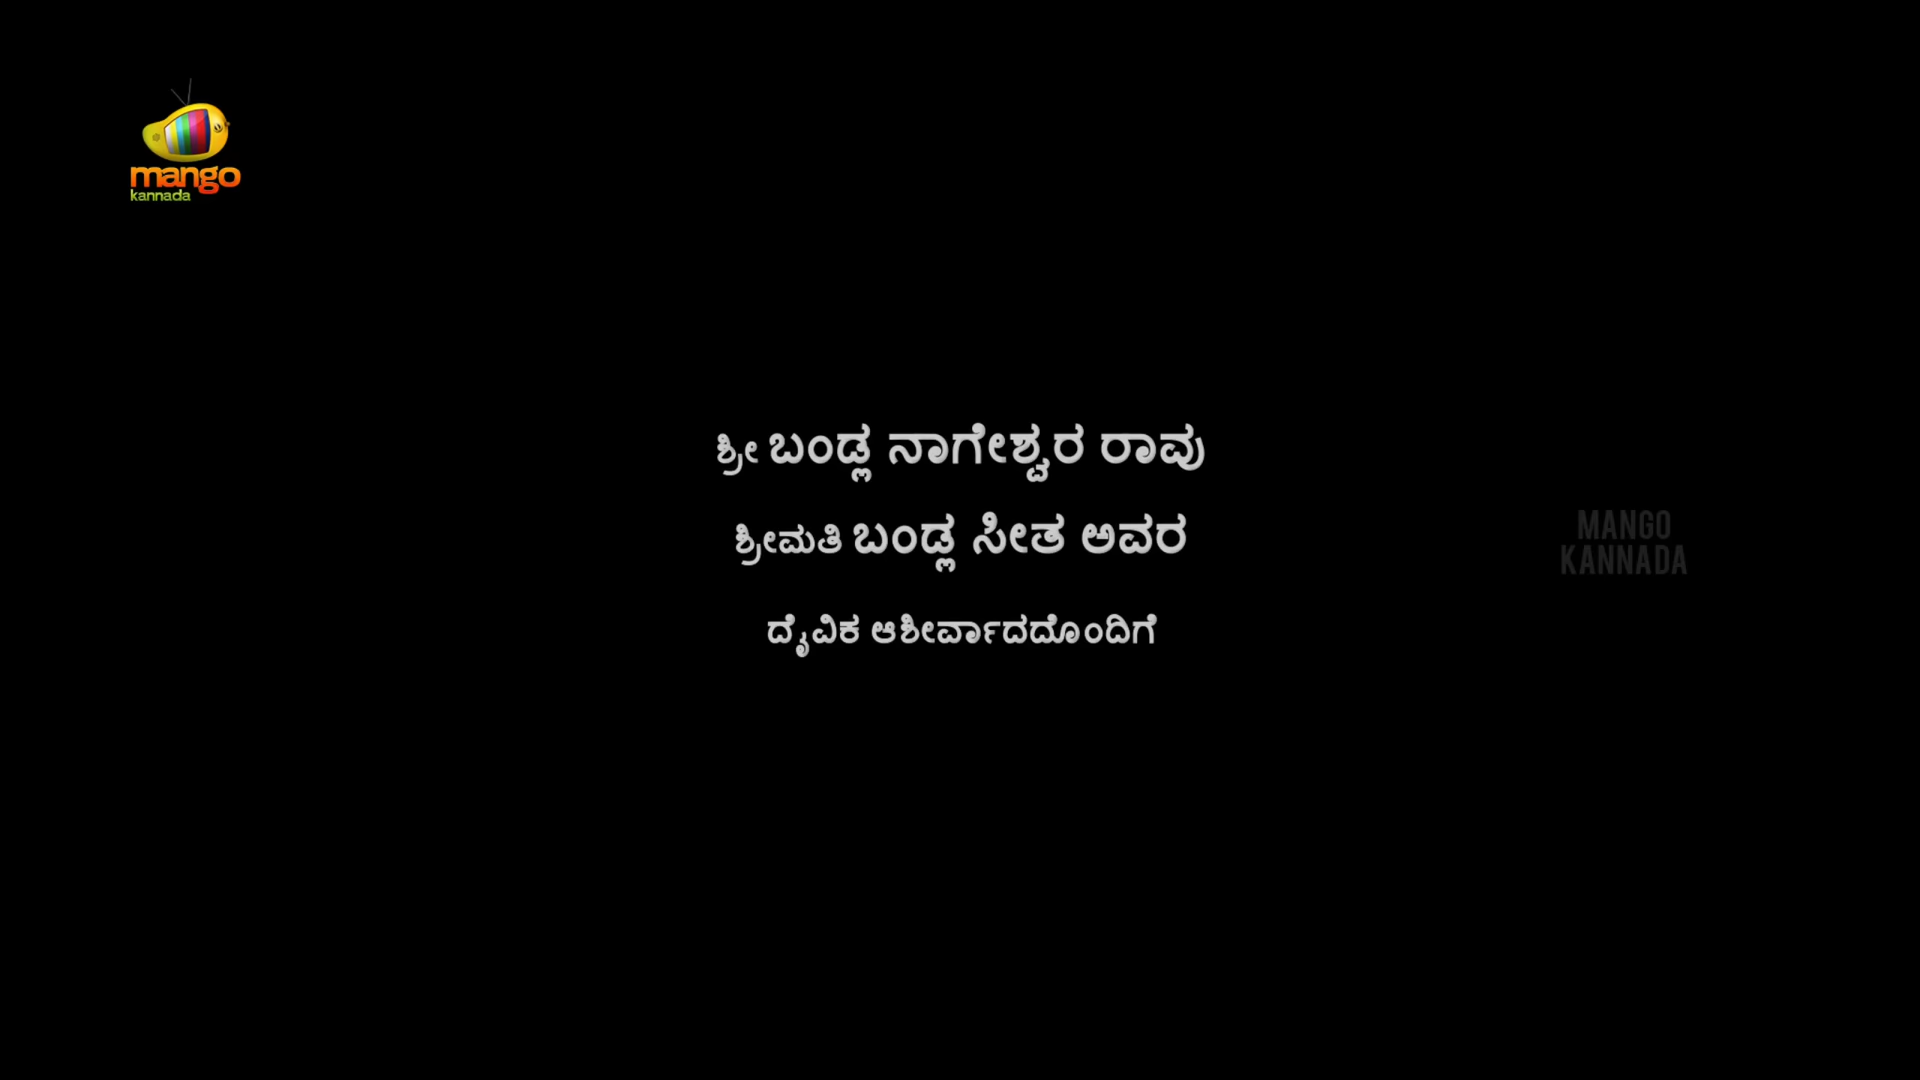 mango
kannada
ಶ್ರೀ ಬಂಡ್ಲ ನಾಗೇಶ್ವರ ರಾವು
ಶ್ರೀಮತಿ ಬಂಡ್ಲ ಸೀತ ಅವರ
ದೈವಿಕ ಆಶೀರ್ವಾದದೊಂದಿಗೆ
MANGO
KANNADA